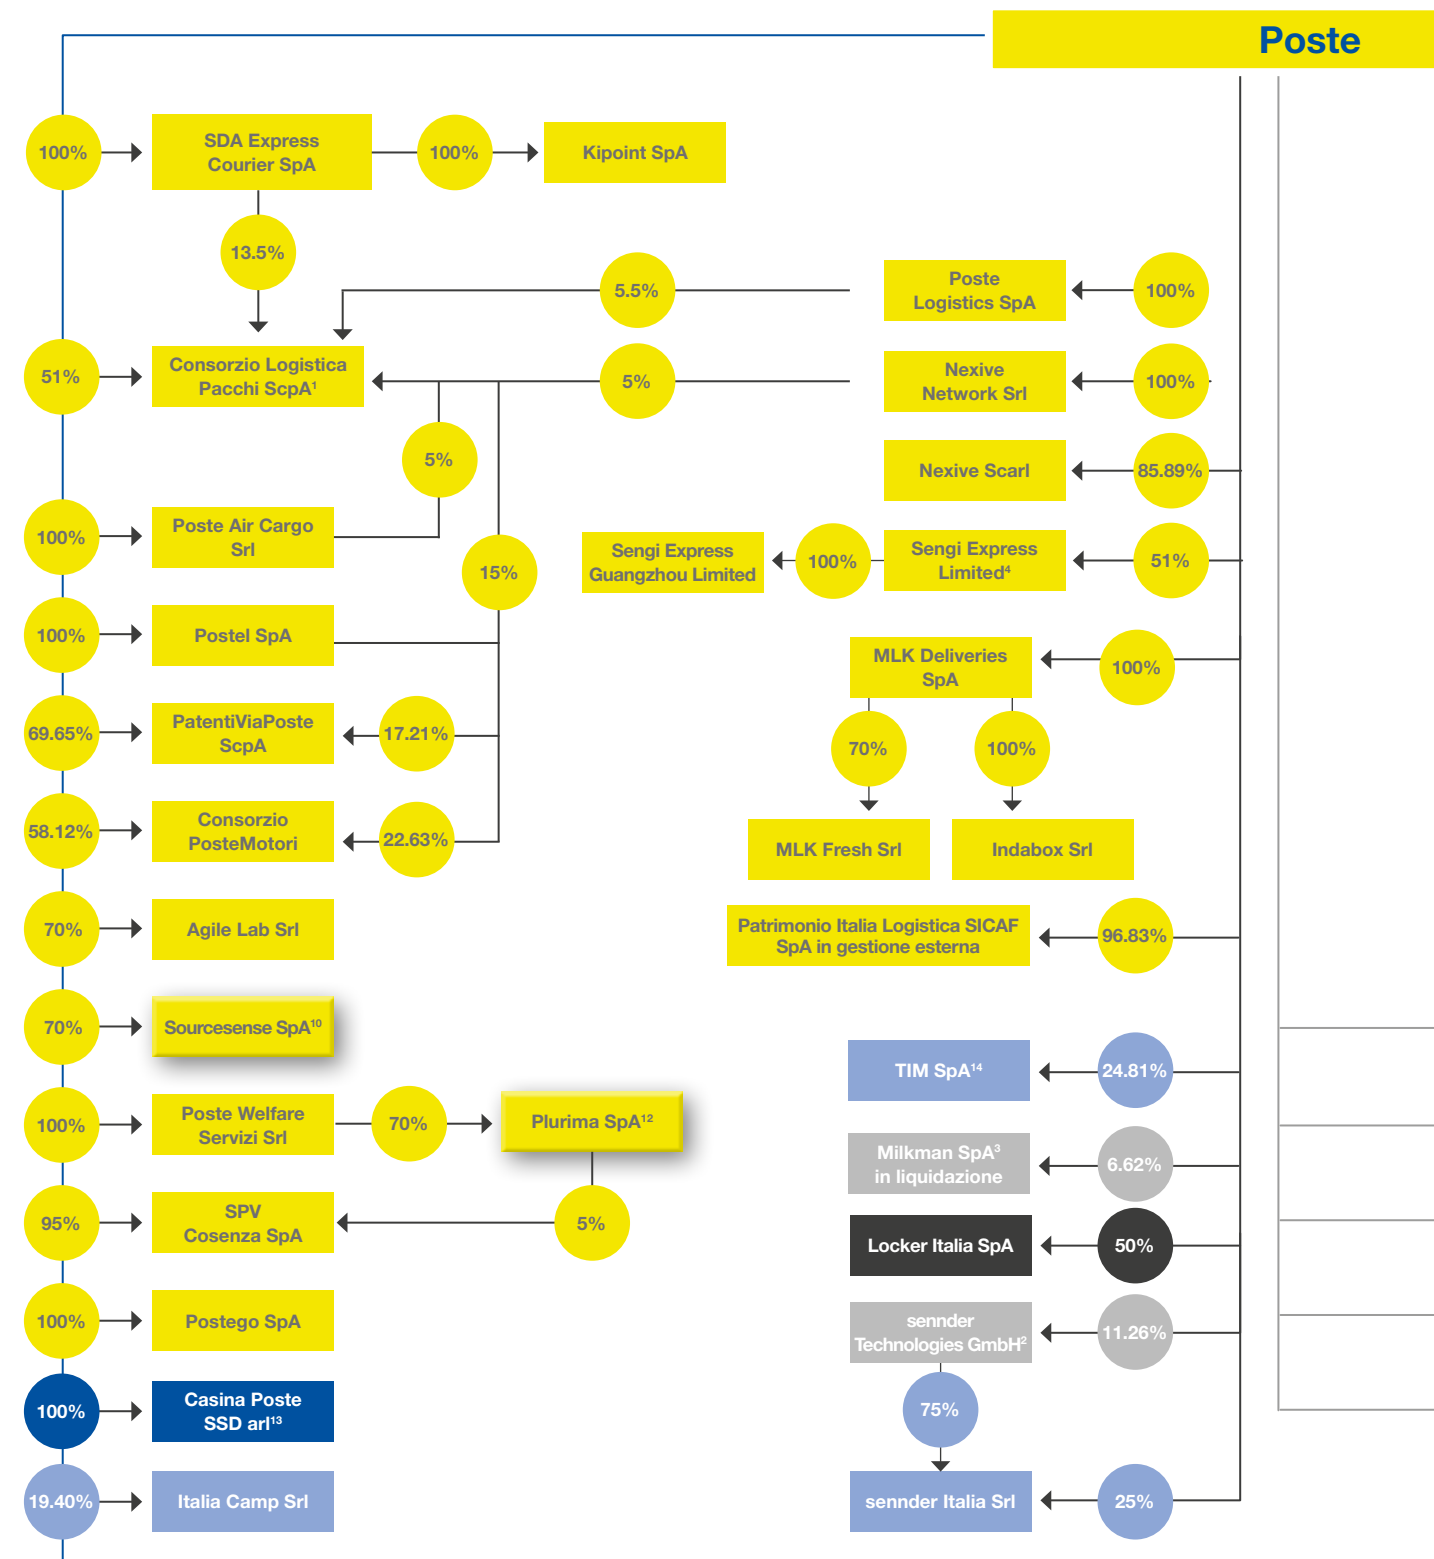 Poste
100%
SDA Express
Courier SpA
100%
Kipoint SpA
13.5%
5.5%
Poste
Logistics SpA
100%
51%
Consorzio Logistica
Pacchi ScpA¹
5%
Nexive
Network Srl
100%
5%
Nexive Scarl
85.89%
100%
Poste Air Cargo
Srl
15%
Sengi Express
Guangzhou Limited
100%
Sengi Express
Limited⁴
51%
100%
Postel SpA
MLK Deliveries
SpA
100%
69.65%
PatentiViaPoste
ScpA
17.21%
70%
100%
58.12%
Consorzio
PosteMotori
22.63%
MLK Fresh Srl
Indabox Srl
70%
Agile Lab Srl
Patrimonio Italia Logistica SICAF
SpA in gestione esterna
96.83%
70%
Sourcesense SpA¹⁰
TIM SpA¹⁴
24.81%
100%
Poste Welfare
Servizi Srl
70%
Plurima SpA¹²
Milkman SpA³
in liquidazione
6.62%
95%
SPV
Cosenza SpA
5%
Locker Italia SpA
50%
100%
Postego SpA
sennder
Technologies GmbH²
11.26%
100%
Casina Poste
SSD arl¹³
75%
19.40%
Italia Camp Srl
sennder Italia Srl
25%